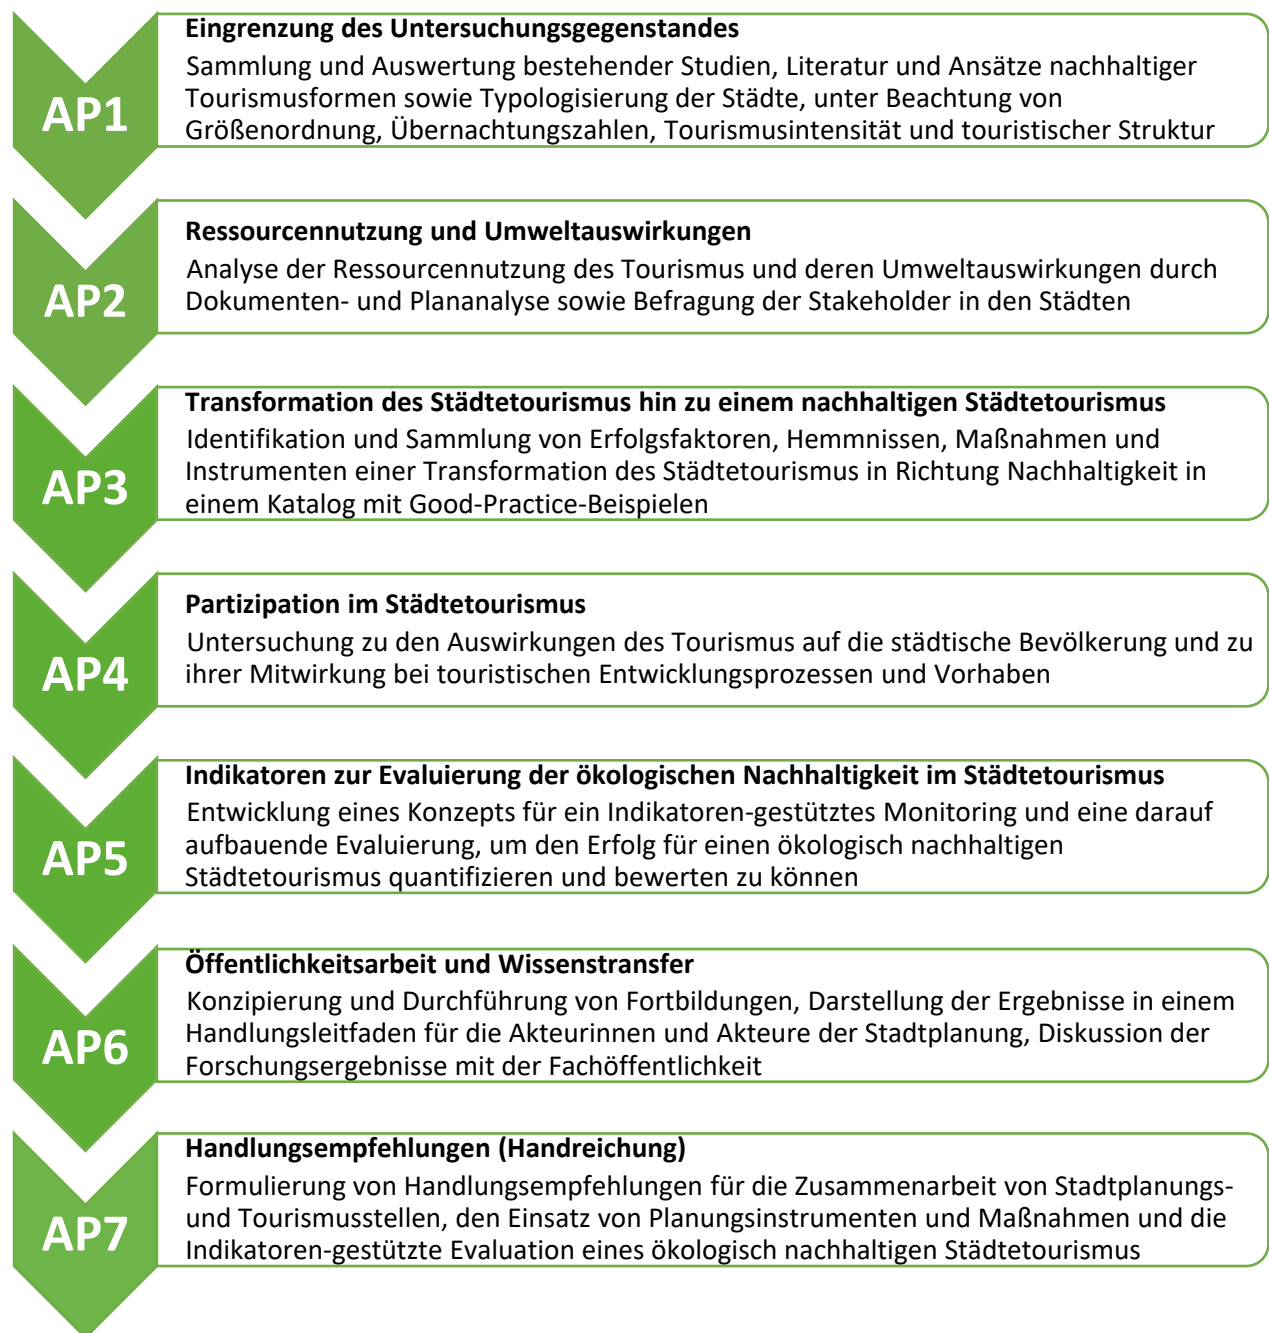 AP1
Eingrenzung des Untersuchungsgegenstandes
Sammlung und Auswertung bestehender Studien, Literatur und Ansätze nachhaltiger
Tourismusformen sowie Typologisierung der Städte, unter Beachtung von
Größenordnung, Übernachtungszahlen, Tourismusintensität und touristischer Struktur
AP2
Ressourcennutzung und Umweltauswirkungen
Analyse der Ressourcennutzung des Tourismus und deren Umweltauswirkungen durch
Dokumenten- und Plananalyse sowie Befragung der Stakeholder in den Städten
AP3
Transformation des Städtetourismus hin zu einem nachhaltigen Städtetourismus
Identifikation und Sammlung von Erfolgsfaktoren, Hemmnissen, Maßnahmen und
Instrumenten einer Transformation des Städtetourismus in Richtung Nachhaltigkeit in
einem Katalog mit Good-Practice-Beispielen
AP4
Partizipation im Städtetourismus
Untersuchung zu den Auswirkungen des Tourismus auf die städtische Bevölkerung und zu
ihrer Mitwirkung bei touristischen Entwicklungsprozessen und Vorhaben
AP5
Indikatoren zur Evaluierung der ökologischen Nachhaltigkeit im Städtetourismus
Entwicklung eines Konzepts für ein Indikatoren-gestütztes Monitoring und eine darauf
aufbauende Evaluierung, um den Erfolg für einen ökologisch nachhaltigen
Städtetourismus quantifizieren und bewerten zu können
AP6
Öffentlichkeitsarbeit und Wissenstransfer
Konzipierung und Durchführung von Fortbildungen, Darstellung der Ergebnisse in einem
Handlungsleitfaden für die Akteurinnen und Akteure der Stadtplanung, Diskussion der
Forschungsergebnisse mit der Fachöffentlichkeit
AP7
Handlungsempfehlungen (Handreichung)
Formulierung von Handlungsempfehlungen für die Zusammenarbeit von Stadtplanungs-
und Tourismusstellen, den Einsatz von Planungsinstrumenten und Maßnahmen und die
Indikatoren-gestützte Evaluation eines ökologisch nachhaltigen Städtetourismus